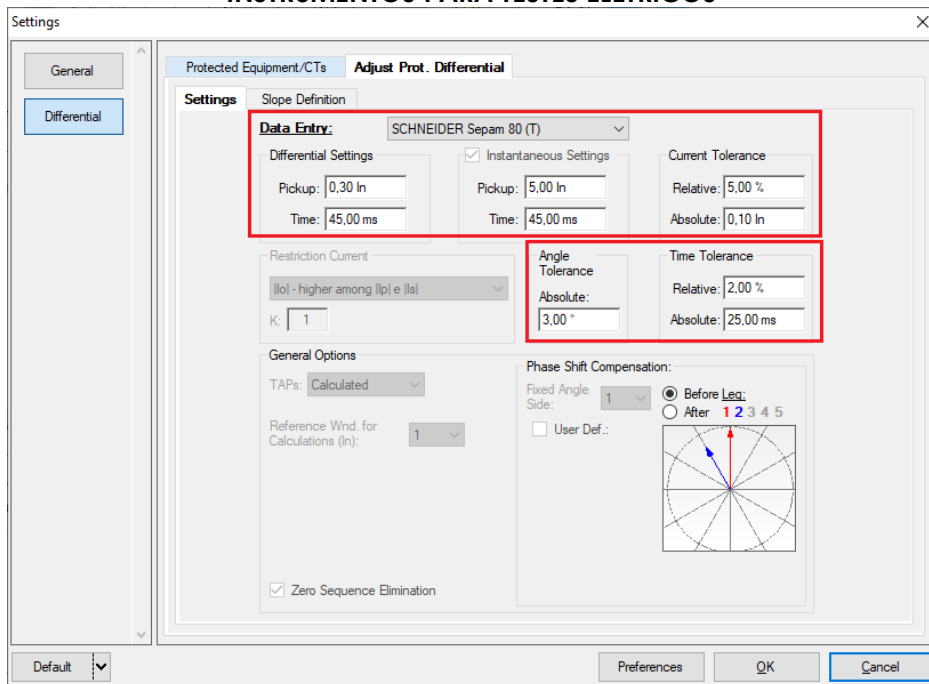 INSTRUMENTOS PARA TESTES ELÉTRICOS
Settings
General
Differential
Protected Equipment/CTs
Adjust Prot. Differential
Settings
Slope Definition
Data Entry:
SCHNEIDER Sepam 80 (T)
Differential Settings
Pickup: 0,30 In
Time: 45,00 ms
Instantaneous Settings
Pickup: 5,00 In
Time: 45,00 ms
Current Tolerance
Relative: 5,00 %
Absolute: 0,10 In
Restriction Current
||o| - higher among ||p| e ||s|
K: 1
Angle
Tolerance
Absolute:
3,00 °
Time Tolerance
Relative: 2,00 %
Absolute: 25,00 ms
General Options
TAPs: Calculated
Reference Wnd. for
Calculations (In):
1
Zero Sequence Elimination
Phase Shift Compensation:
Fixed Angle
Side:
1
User Def.:
Before Leg:
After 1 2 3 4 5
Default
Preferences
OK
Cancel